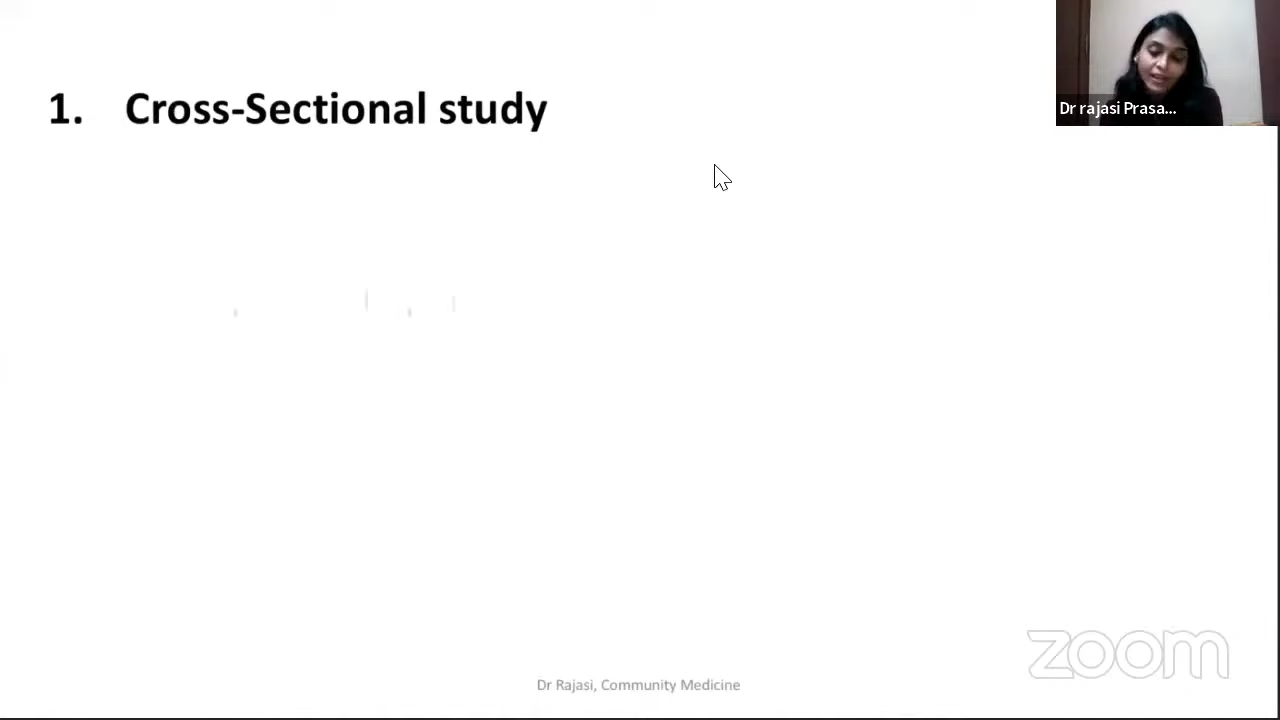 1. Cross-Sectional study
Dr rajasi Prasa...
zoom
Dr Rajasi, Community Medicine